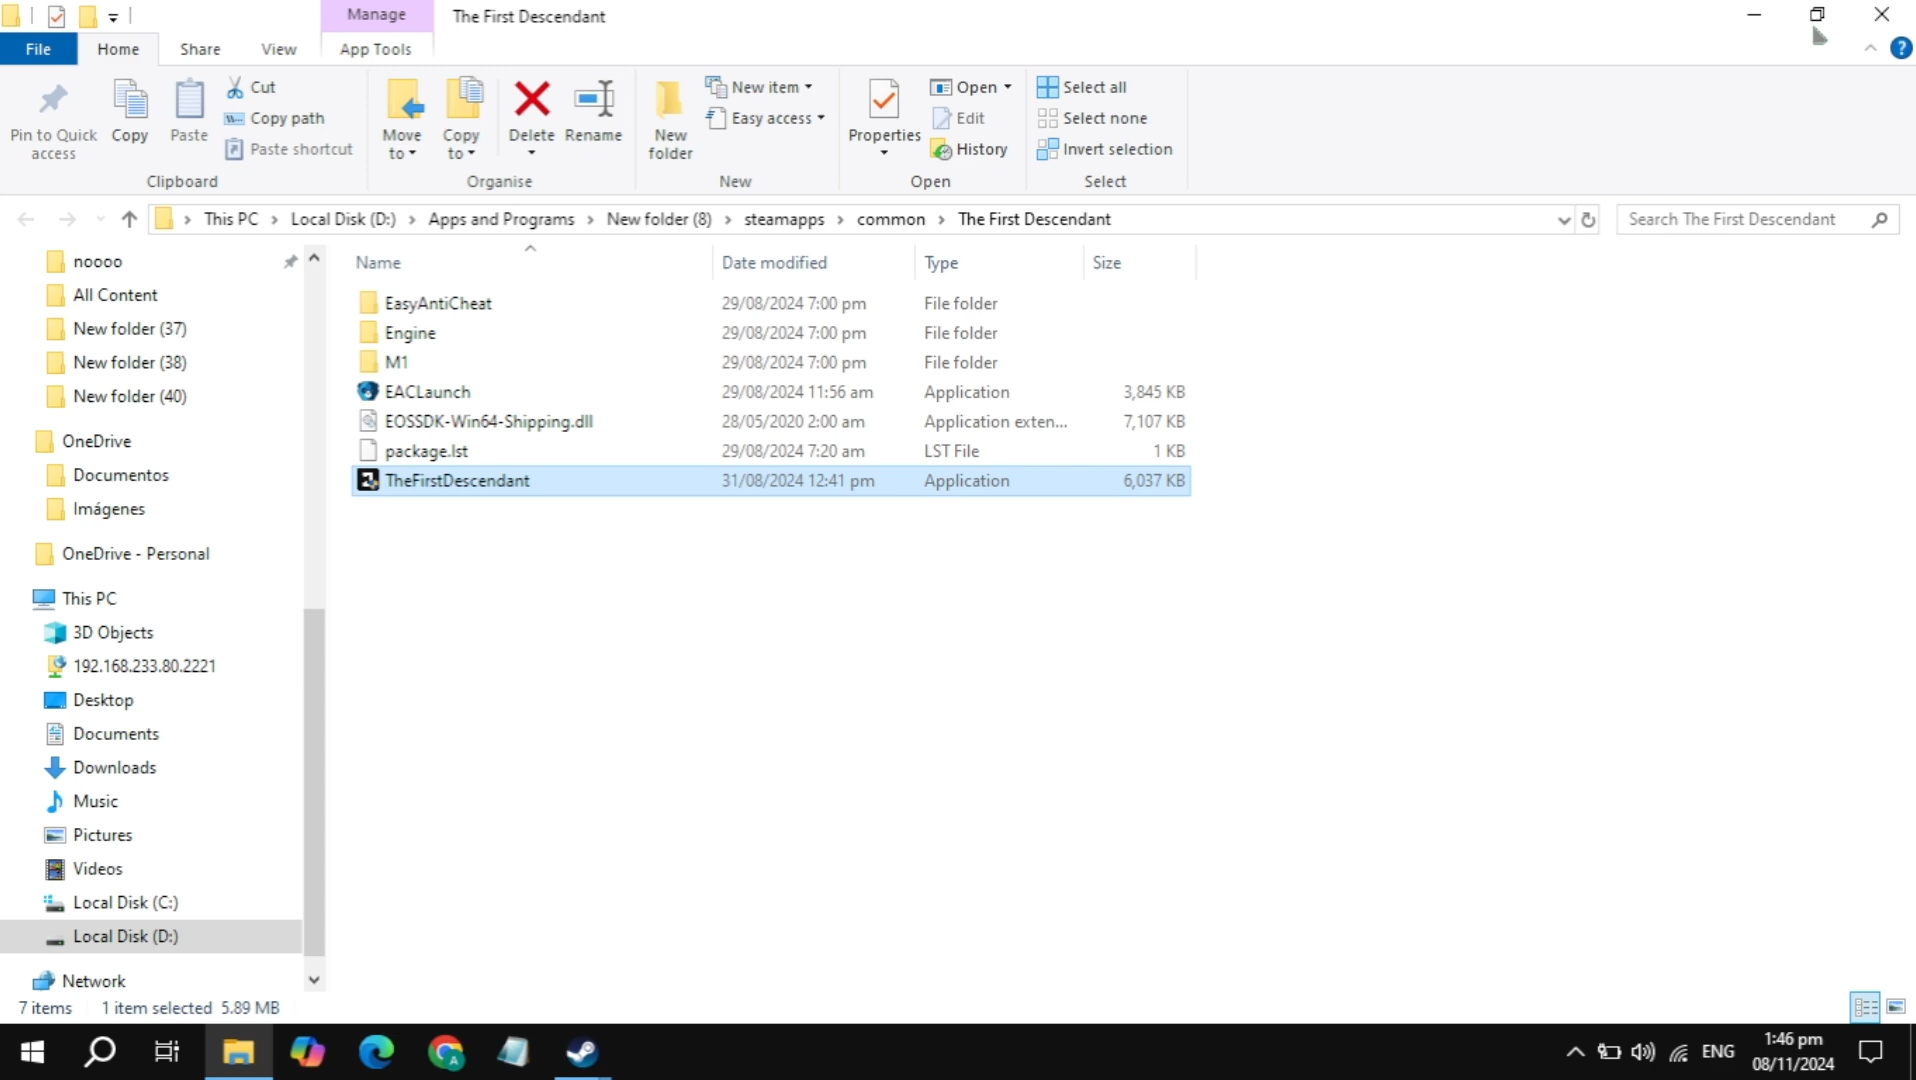 Manage
The First Descendant
File
Home
Share
View
App Tools
Pin to Quick access
Copy
Paste
Cut
Copy path
Paste shortcut
Clipboard
Move to
Copy to
Delete
Rename
Organise
New folder
New item
Easy access
New
Properties
Open
Edit
History
Open
Select all
Select none
Invert selection
Select
This PC > Local Disk (D:) > Apps and Programs > New folder (8) > steamapps > common > The First Descendant
Search The First Descendant
noooo
All Content
New folder (37)
New folder (38)
New folder (40)
OneDrive
Documentos
Imágenes
OneDrive - Personal
This PC
3D Objects
192.168.233.80.2221
Desktop
Documents
Downloads
Music
Pictures
Videos
Local Disk (C:)
Local Disk (D:)
Network
Name Date modified Type Size
EasyAntiCheat 29/08/2024 7:00 pm File folder
Engine 29/08/2024 7:00 pm File folder
M1 29/08/2024 7:00 pm File folder
EACLaunch 29/08/2024 11:56 am Application 3,845 KB
EOSSDK-Win64-Shipping.dll 28/05/2020 2:00 am Application exten... 7,107 KB
package.lst 29/08/2024 7:20 am LST File 1 KB
TheFirstDescendant 31/08/2024 12:41 pm Application 6,037 KB
7 items 1 item selected 5.89 MB
ENG
1:46 pm
08/11/2024